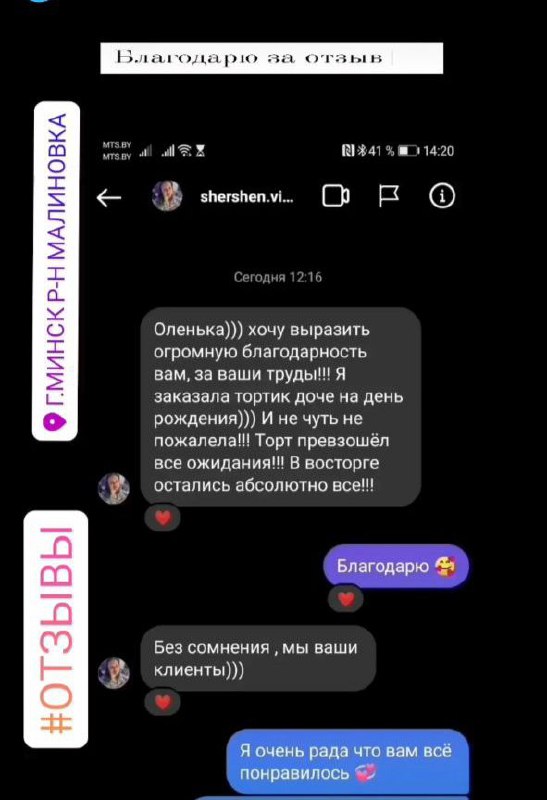 Благодарю за отзыв
Г.МИНСК Р-Н МАЛИНОВКА
MTS.BY
MTS.BY
41 % 14:20
shershen.vi...
Сегодня 12:16
Оленька))) хочу выразить
огромную благодарность
вам, за ваши труды!!! Я
заказала тортик доче на день
рождения))) И не чуть не
пожалела!!! Торт превзошёл
все ожидания!!! В восторге
остались абсолютно все!!!
Благодарю 🥰
#ОТЗЫВЫ
Без сомнения , мы ваши
клиенты)))
Я очень рада что вам всё
понравилось 💞